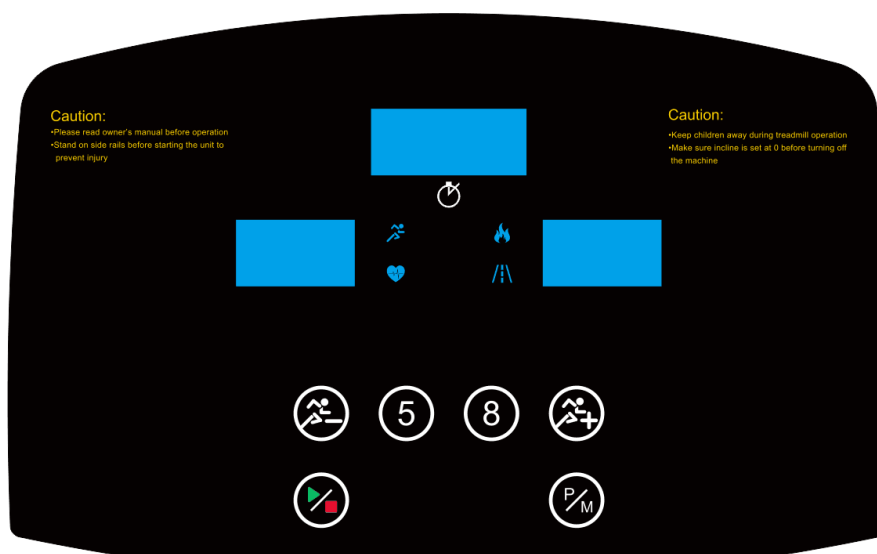 Caution:
•Please read owner's manual before operation
•Stand on side rails before starting the unit to
prevent injury
Caution:
•Keep children away during treadmill operation
•Make sure incline is set at 0 before turning off
the machine
5
8
P/M